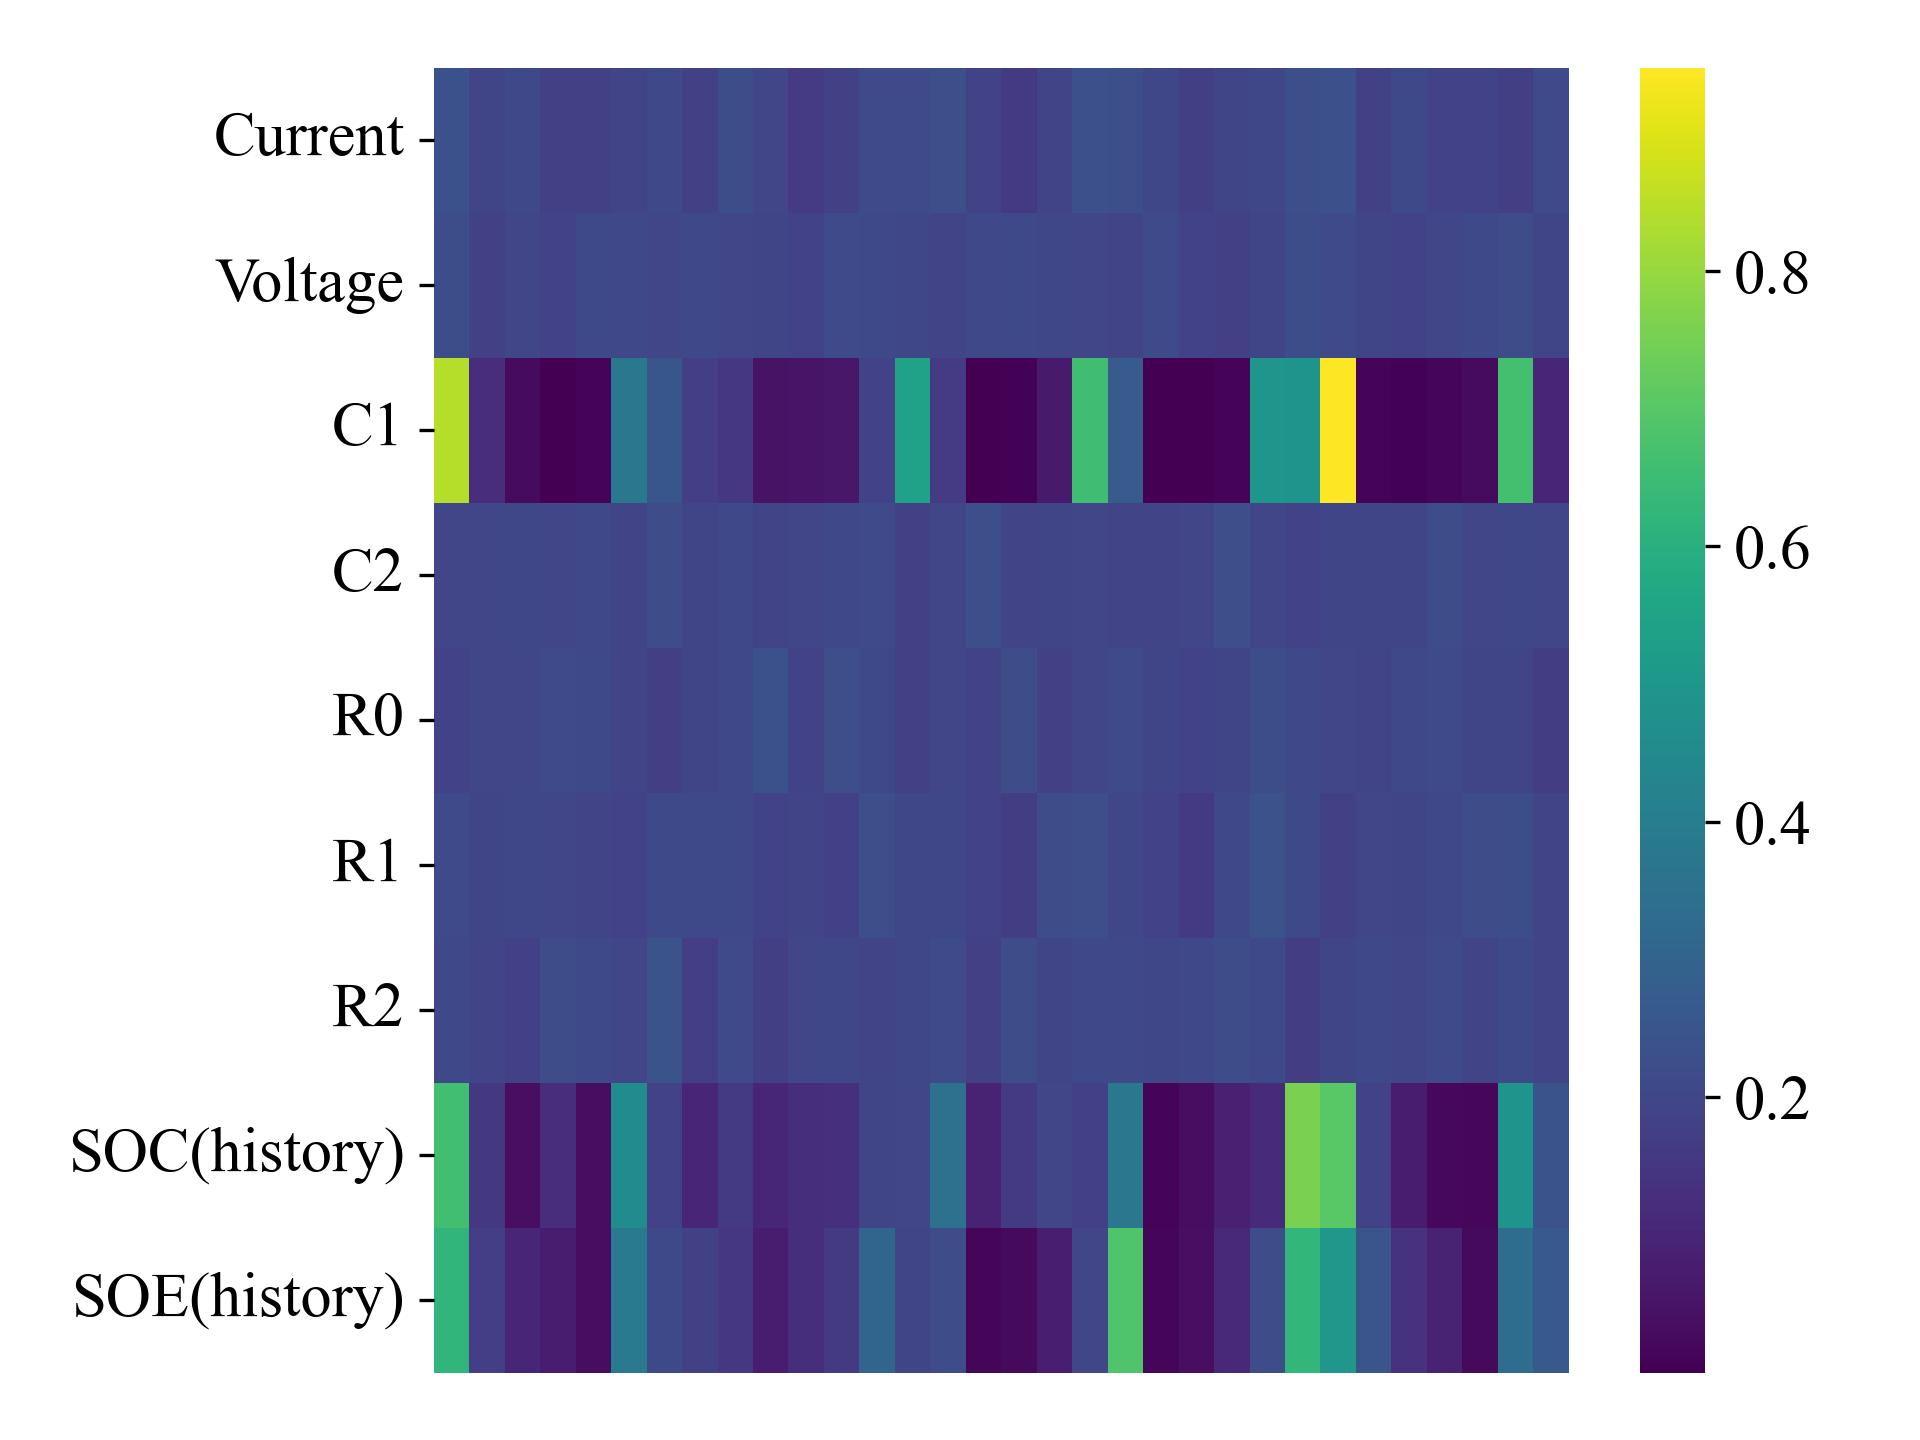 Current
Voltage
C1
C2
R0
R1
R2
SOC(history)
SOE(history)
0.8
0.6
0.4
0.2